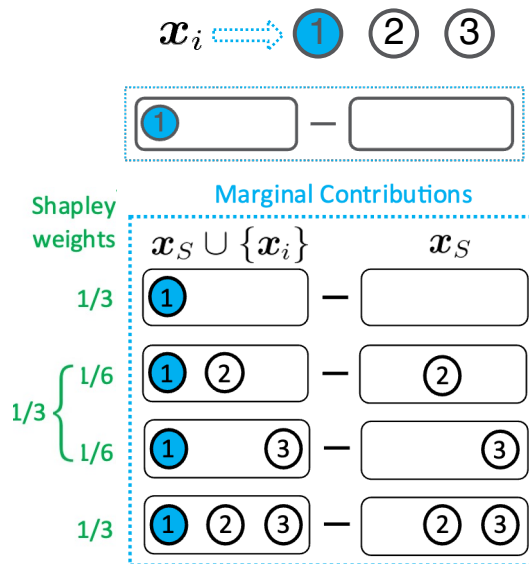 𝒙ᵢ 1 2 3
1 −
Marginal Contributions
Shapley
weights
𝒙_S ∪ {𝒙ᵢ} 𝒙_S
1/3 1 −
1/6 1 2 − 2
1/3
1/6 1 3 − 3
1/3 1 2 3 − 2 3